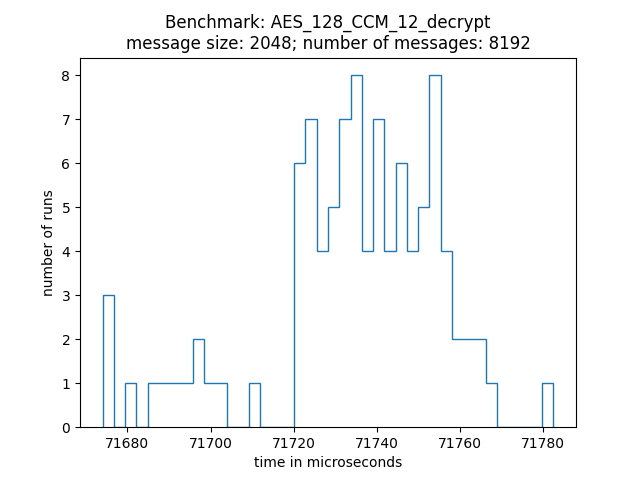 Benchmark: AES_128_CCM_12_decrypt
message size: 2048; number of messages: 8192
8
7
6
5
4
3
2
1
0
number of runs
71680 71700 71720 71740 71760 71780
time in microseconds